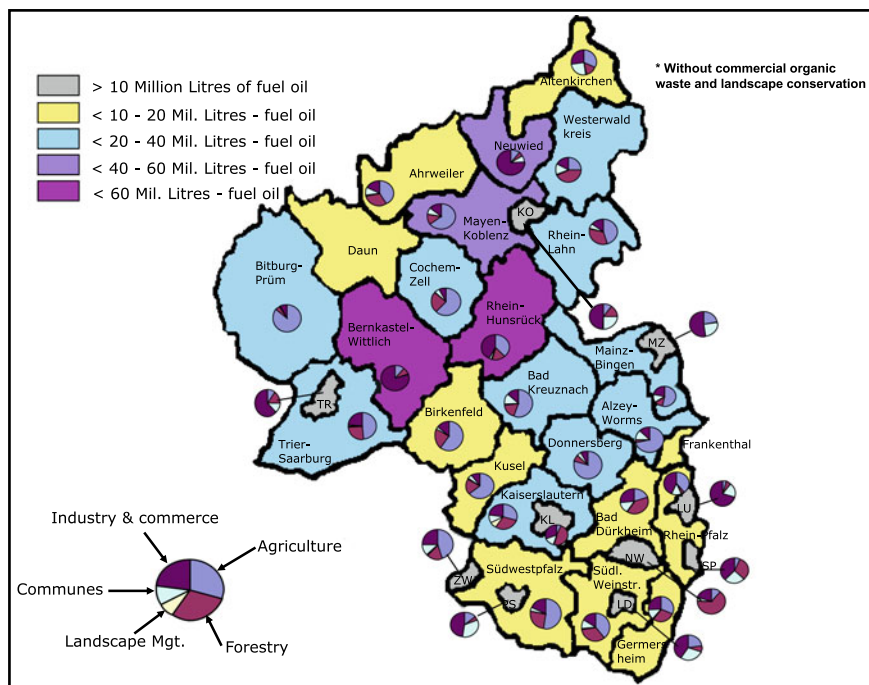 > 10 Million Litres of fuel oil
< 10 - 20 Mil. Litres - fuel oil
< 20 - 40 Mil. Litres - fuel oil
< 40 - 60 Mil. Litres - fuel oil
< 60 Mil. Litres - fuel oil
* Without commercial organic
waste and landscape conservation
Altenkirchen
Westerwald
kreis
Neuwied
Ahrweiler
KO
Mayen-
Koblenz
Rhein-
Lahn
Daun
Bitburg-
Prüm
Cochem-
Zell
Rhein-
Hunsrück
Bernkastel-
Wittlich
MZ
Mainz-
Bingen
Bad
Kreuznach
TR
Alzey-
Worms
Birkenfeld
Trier-
Saarburg
Donnersberg
Frankenthal
Kusel
Kaiserslautern
LU
KL
Bad
Dürkheim
Rhein-Pfalz
NW
SP
Südwestpfalz
Südl.
Weinstr.
ZW
PS
LD
Germers
heim
Industry & commerce
Agriculture
Communes
Landscape Mgt.
Forestry